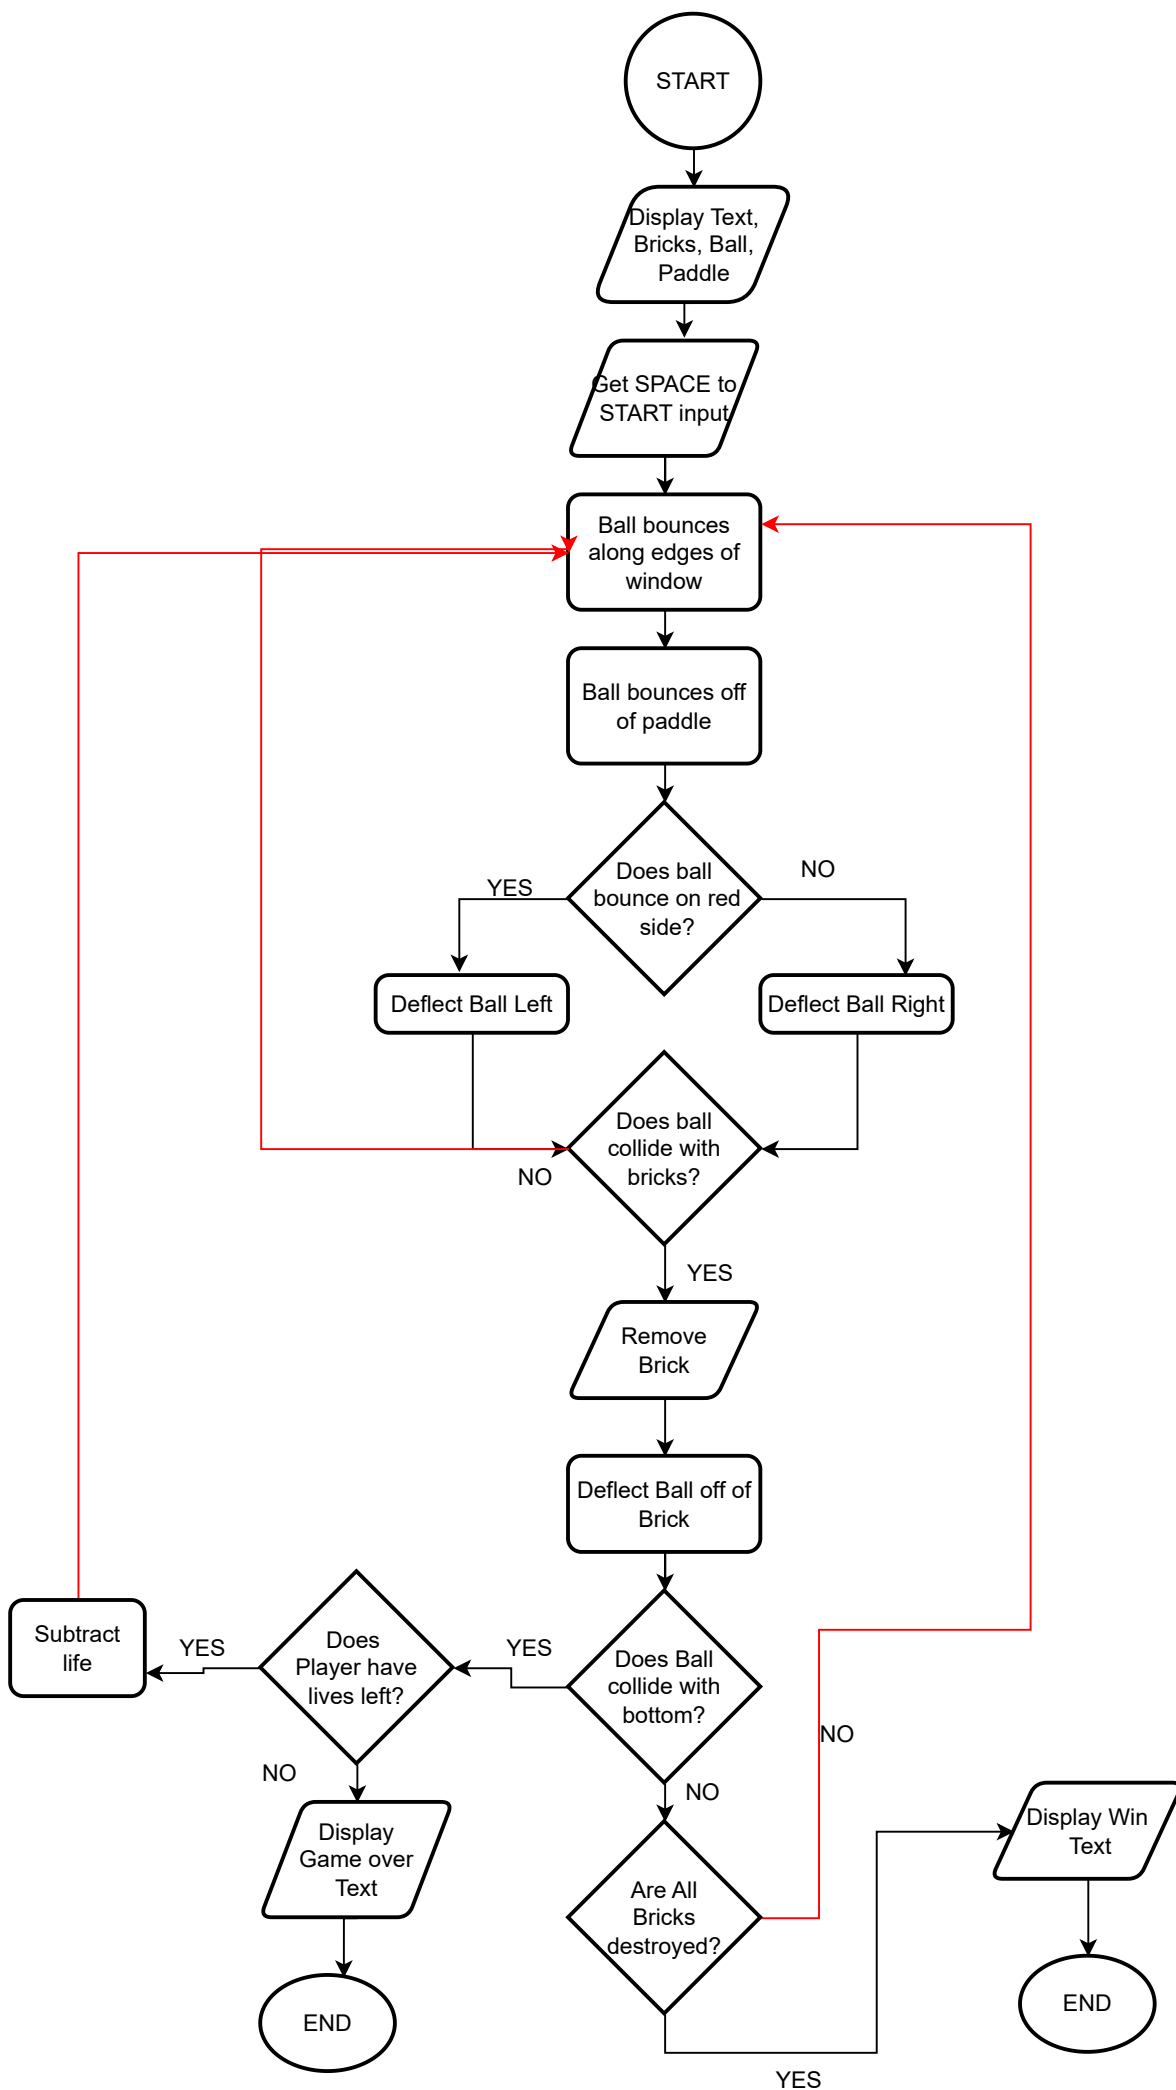 START
Display Text,
Bricks, Ball,
Paddle
Get SPACE to
START input
Ball bounces
along edges of
window
Ball bounces off
of paddle
Does ball
bounce on red
side?
YES
NO
Deflect Ball Left
Deflect Ball Right
Does ball
collide with
bricks?
NO
YES
Remove
Brick
Deflect Ball off of
Brick
Subtract
life
YES
Does
Player have
lives left?
YES
Does Ball
collide with
bottom?
NO
NO
NO
Display
Game over
Text
Are All
Bricks
destroyed?
Display Win
Text
END
END
YES